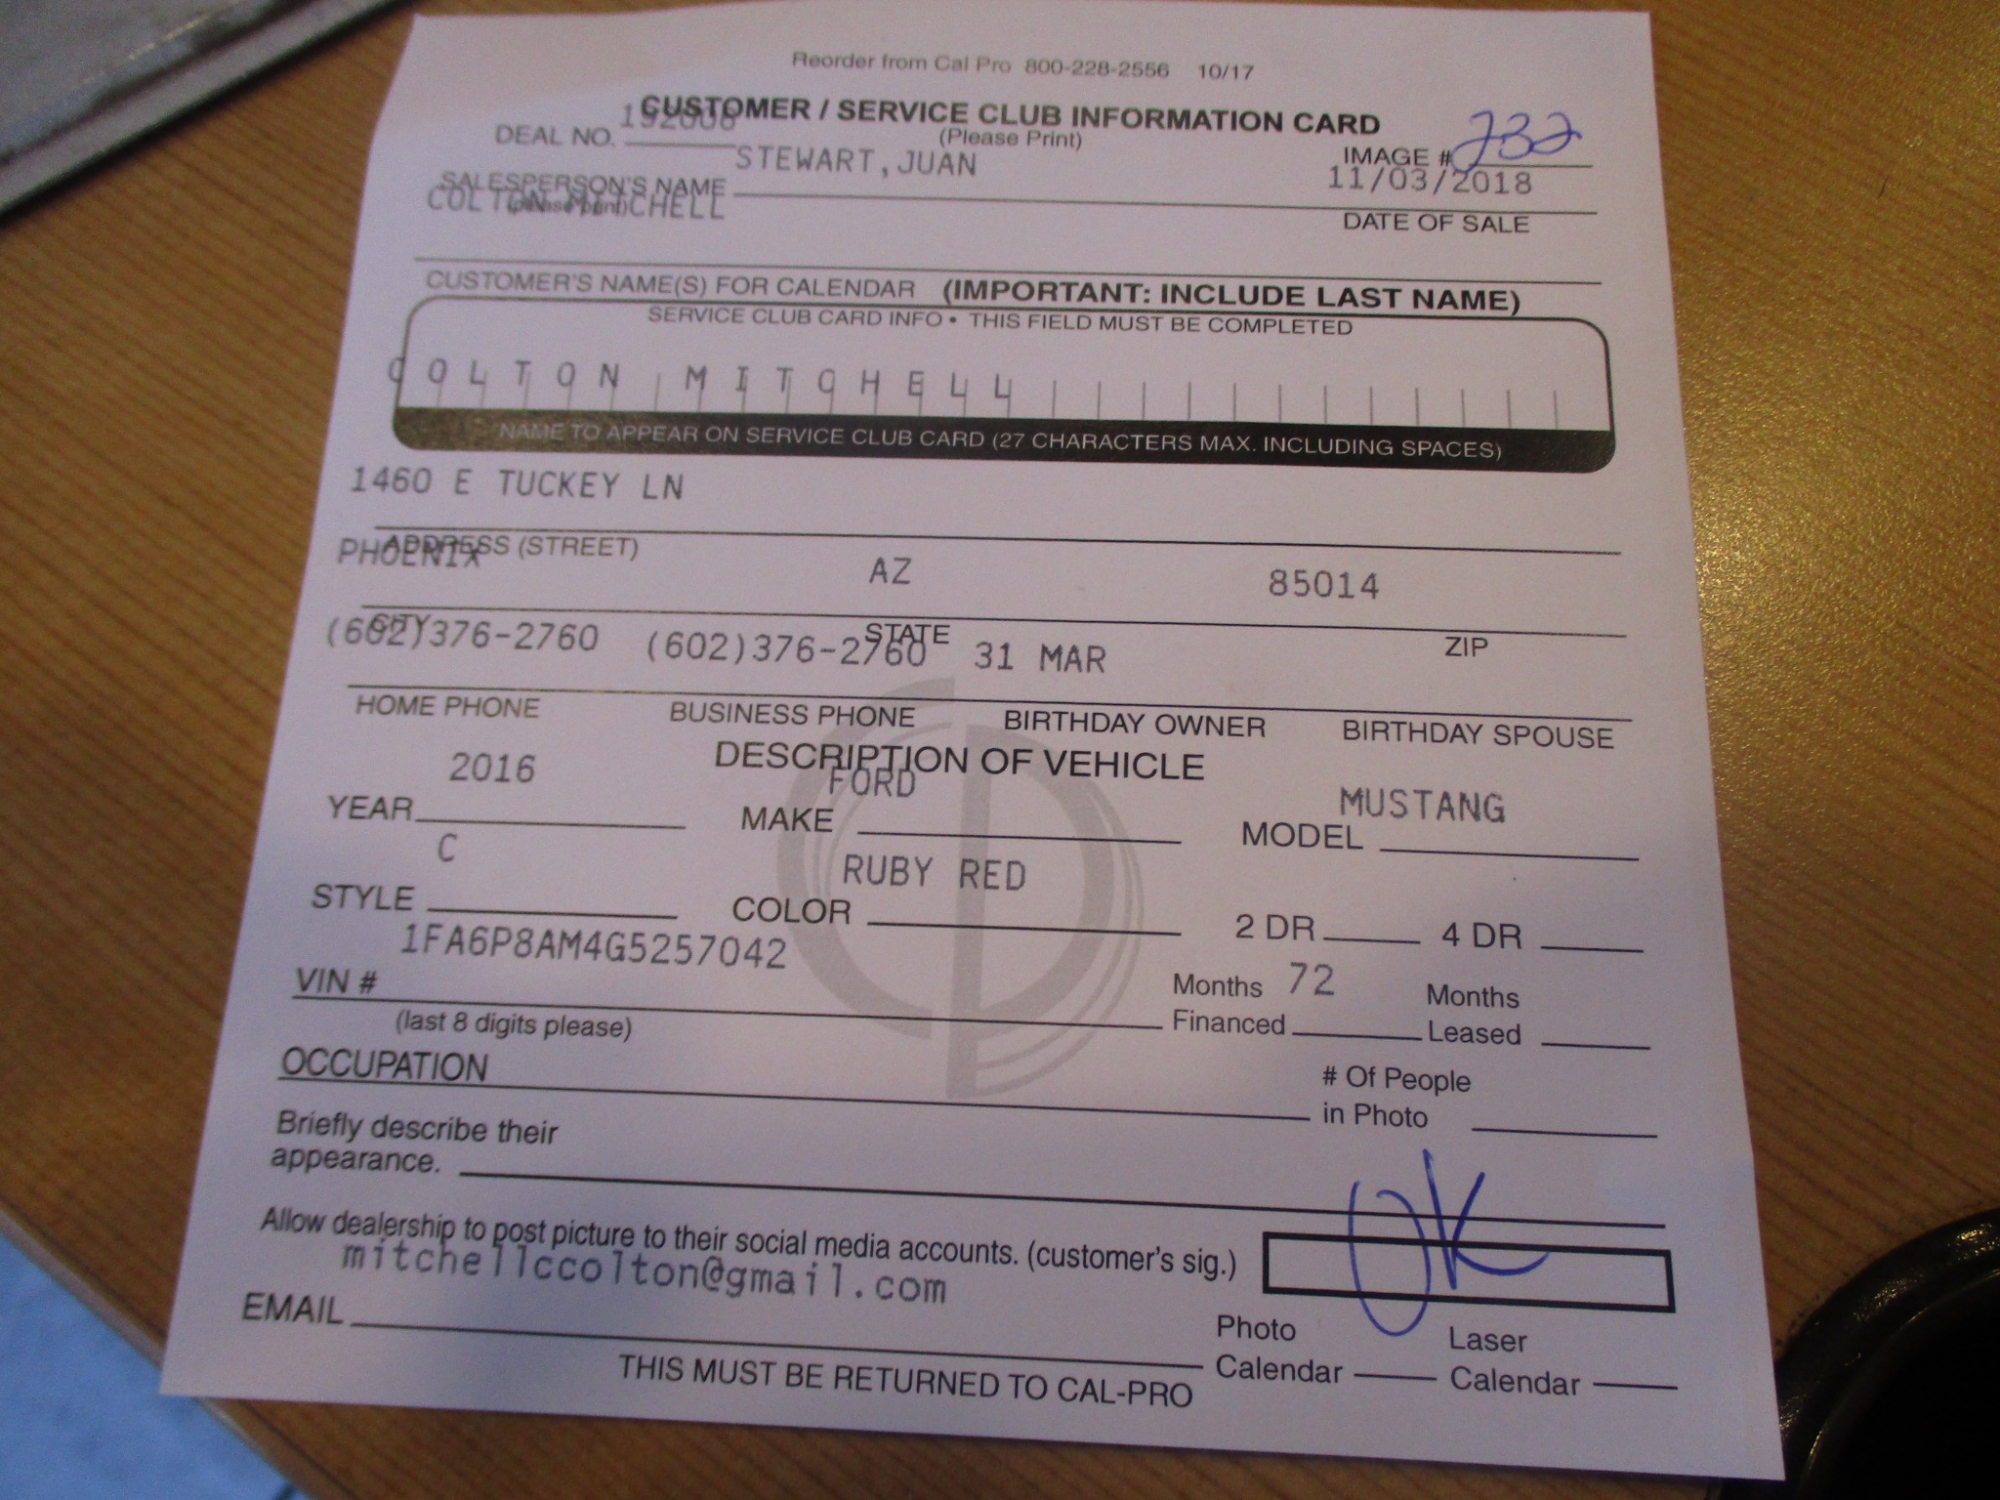 Reorder from Cal Pro 800-228-2556 10/17
CUSTOMER / SERVICE CLUB INFORMATION CARD
(Please Print)
DEAL NO. IMAGE # 232
STEWART,JUAN 11/03/2018
SALESPERSON'S NAME
(please print)
COLTON MITCHELL
DATE OF SALE
CUSTOMER'S NAME(S) FOR CALENDAR (IMPORTANT: INCLUDE LAST NAME)
SERVICE CLUB CARD INFO • THIS FIELD MUST BE COMPLETED
COLTON MITCHELL
NAME TO APPEAR ON SERVICE CLUB CARD (27 CHARACTERS MAX. INCLUDING SPACES)
1460 E TUCKEY LN
ADDRESS (STREET)
PHOENIX AZ 85014
CITY STATE ZIP
(602)376-2760 (602)376-2760 31 MAR
HOME PHONE BUSINESS PHONE BIRTHDAY OWNER BIRTHDAY SPOUSE
DESCRIPTION OF VEHICLE
2016 FORD MUSTANG
YEAR MAKE MODEL
C RUBY RED
STYLE COLOR 2 DR 4 DR
1FA6P8AM4G5257042
VIN # Months 72 Months
(last 8 digits please) Financed Leased
OCCUPATION # Of People
in Photo
Briefly describe their
appearance.
Allow dealership to post picture to their social media accounts. (customer's sig.) OK
mitchellccolton@gmail.com
EMAIL Photo Laser
Calendar Calendar
THIS MUST BE RETURNED TO CAL-PRO